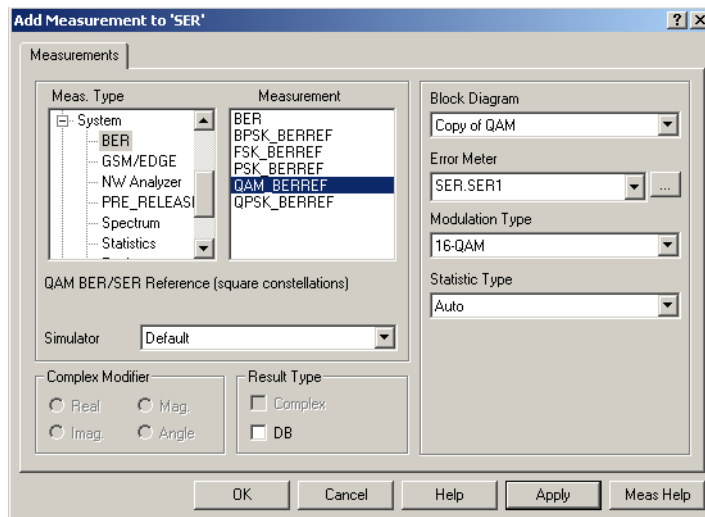 Add Measurement to 'SER'
Measurements
Meas. Type
System
BER
GSM/EDGE
NW Analyzer
PRE_RELEASI
Spectrum
Statistics
Measurement
BER
BPSK_BERREF
FSK_BERREF
PSK_BERREF
QAM_BERREF
QPSK_BERREF
QAM BER/SER Reference (square constellations)
Simulator
Default
Complex Modifier
Real
Mag.
Imag.
Angle
Result Type
Complex
DB
Block Diagram
Copy of QAM
Error Meter
SER.SER1
...
Modulation Type
16-QAM
Statistic Type
Auto
OK
Cancel
Help
Apply
Meas Help